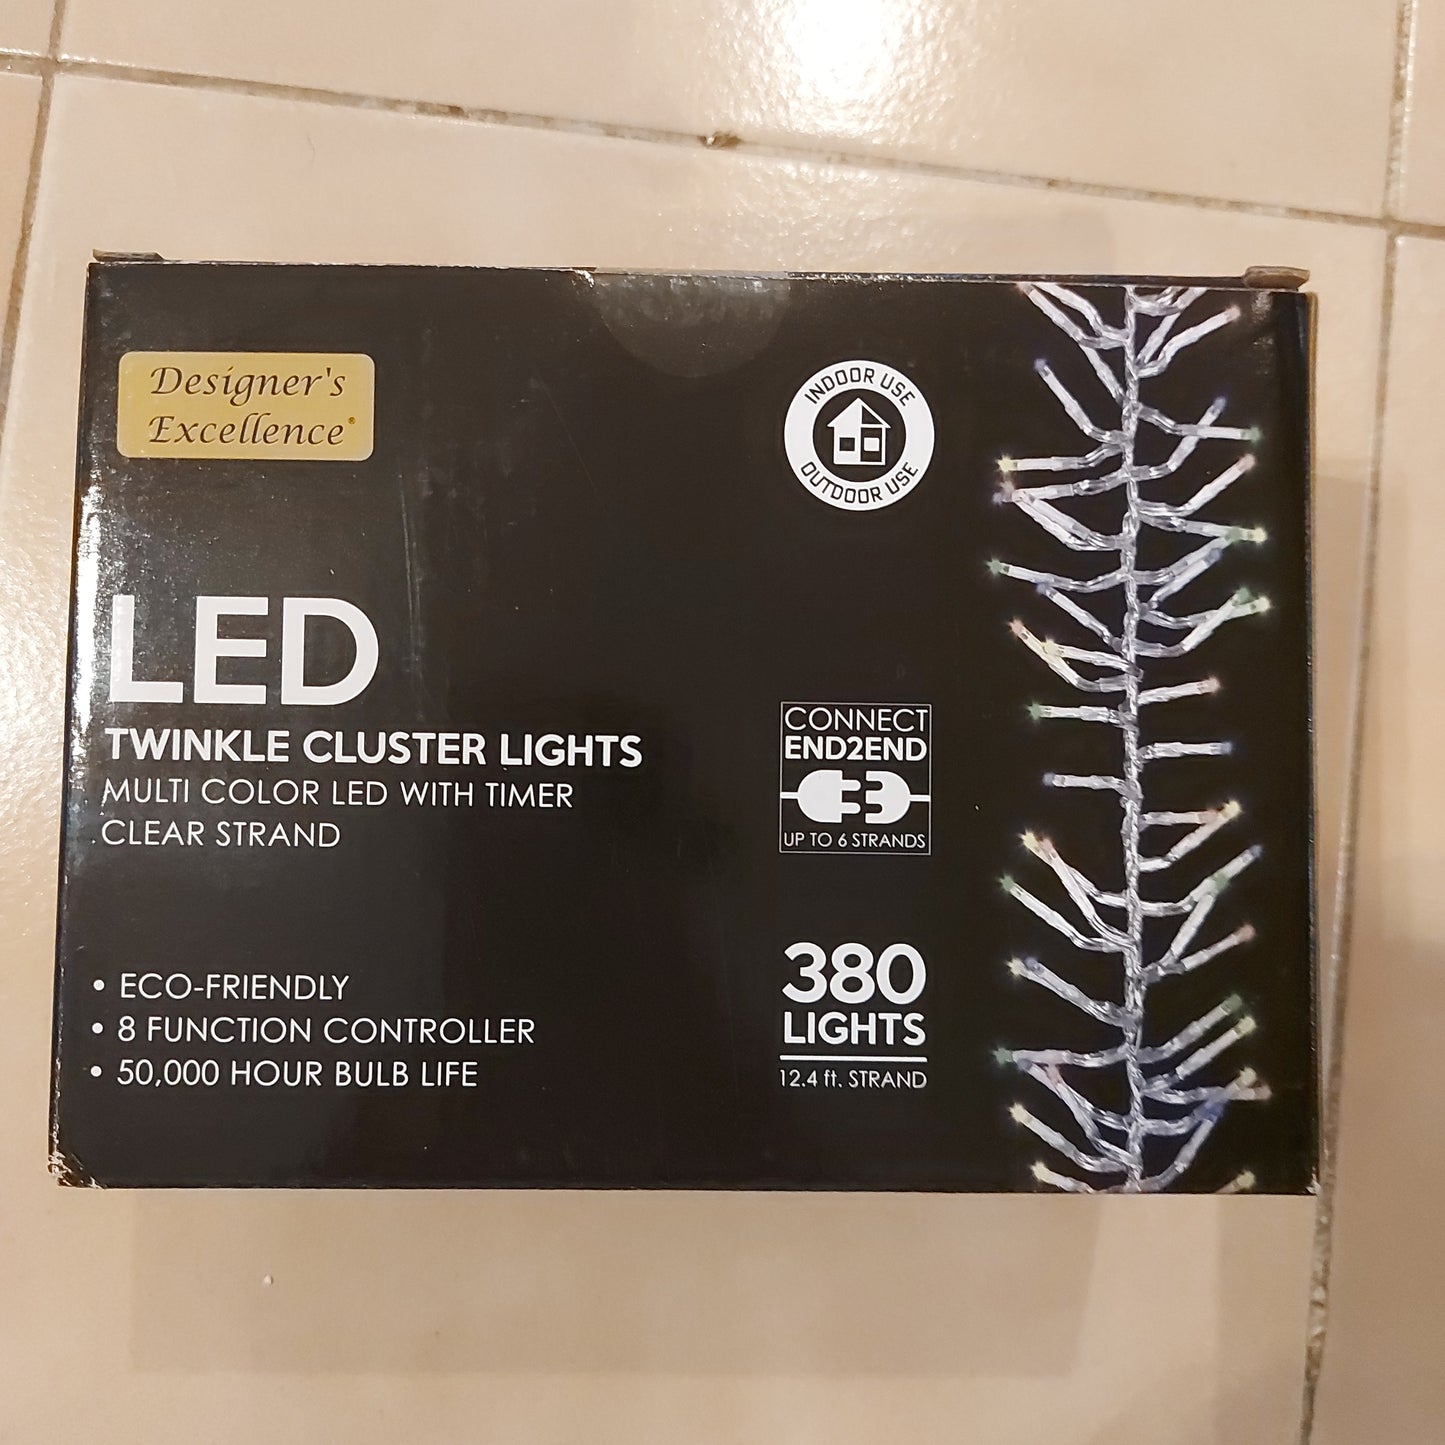 Designer's
Excellence®
INDOOR USE
OUTDOOR USE
LED
TWINKLE CLUSTER LIGHTS
MULTI COLOR LED WITH TIMER
CLEAR STRAND
CONNECT
END2END
UP TO 6 STRANDS
• ECO-FRIENDLY
• 8 FUNCTION CONTROLLER
• 50,000 HOUR BULB LIFE
380
LIGHTS
12.4 ft. STRAND